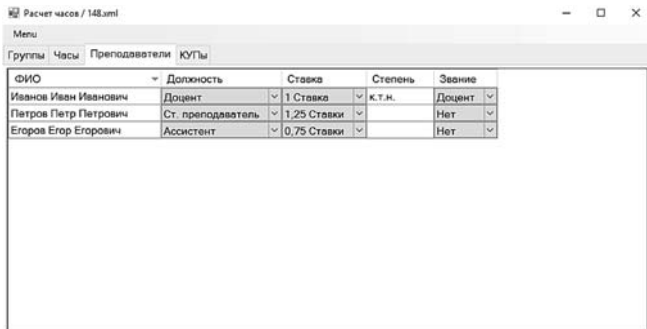 Расчет часов / 148.xml
Menu
Группы Часы Преподаватели КУПы
ФИО Должность Ставка Степень Звание
Иванов Иван Иванович Доцент 1 Ставка к.т.н. Доцент
Петров Петр Петрович Ст. преподаватель 1,25 Ставки Нет
Егоров Егор Егорович Ассистент 0,75 Ставки Нет